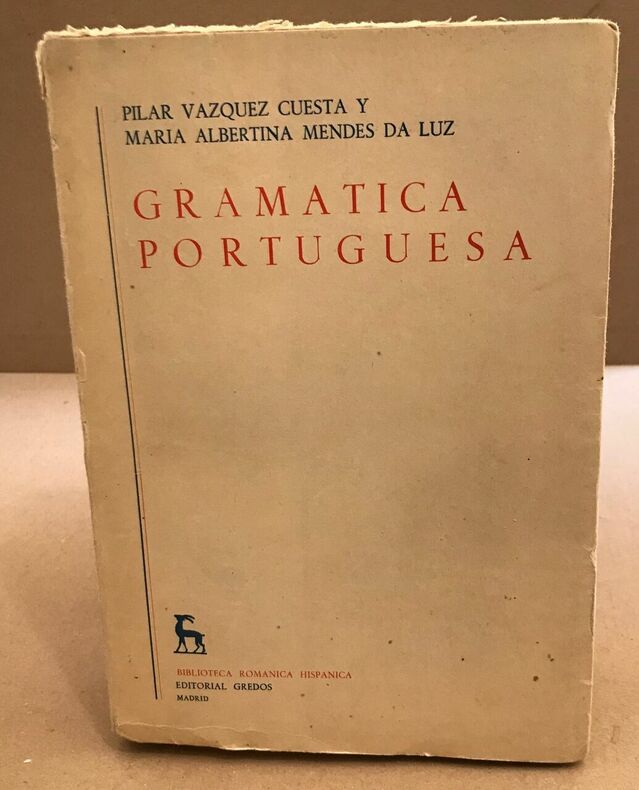 PILAR VAZQUEZ CUESTA Y
MARIA ALBERTINA MENDES DA LUZ
GRAMATICA
PORTUGUESA
BIBLIOTECA ROMANICA HISPANICA
EDITORIAL GREDOS
MADRID